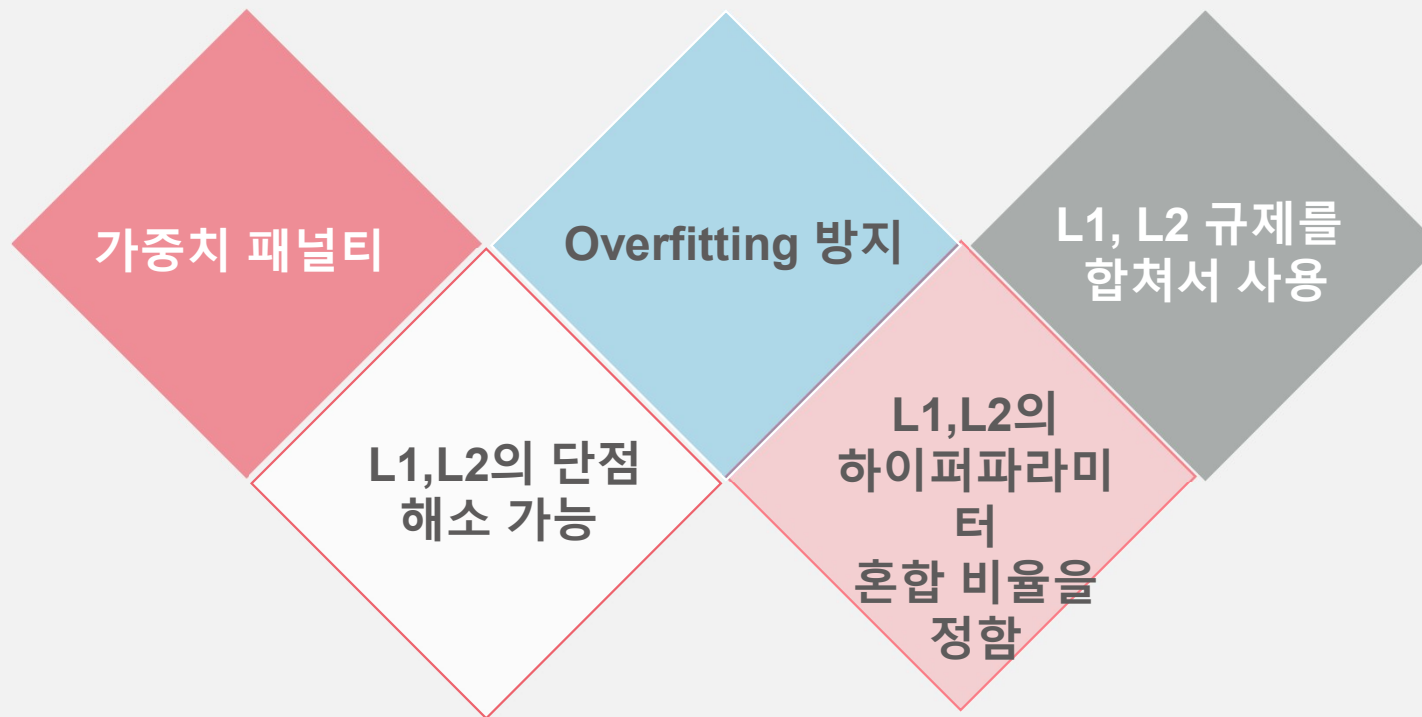 가중치 패널티
Overfitting 방지
L1, L2 규제를
합쳐서 사용
L1,L2의 단점
해소 가능
L1,L2의
하이퍼파라미
터
혼합 비율을
정함